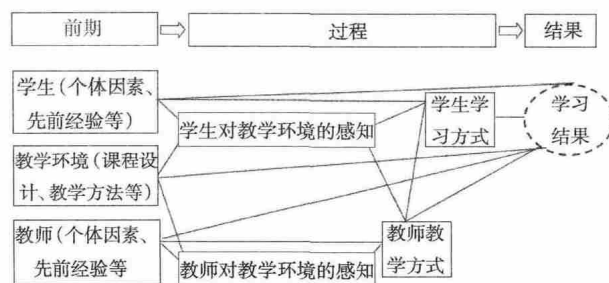 前期
过程
结果
学生(个体因素、
先前经验等)
学生对教学环境的感知
学生学
习方式
学习
结果
教学环境(课程设
计、教学方法等)
教师(个体因素、
先前经验等
教师对教学环境的感知
教师教
学方式